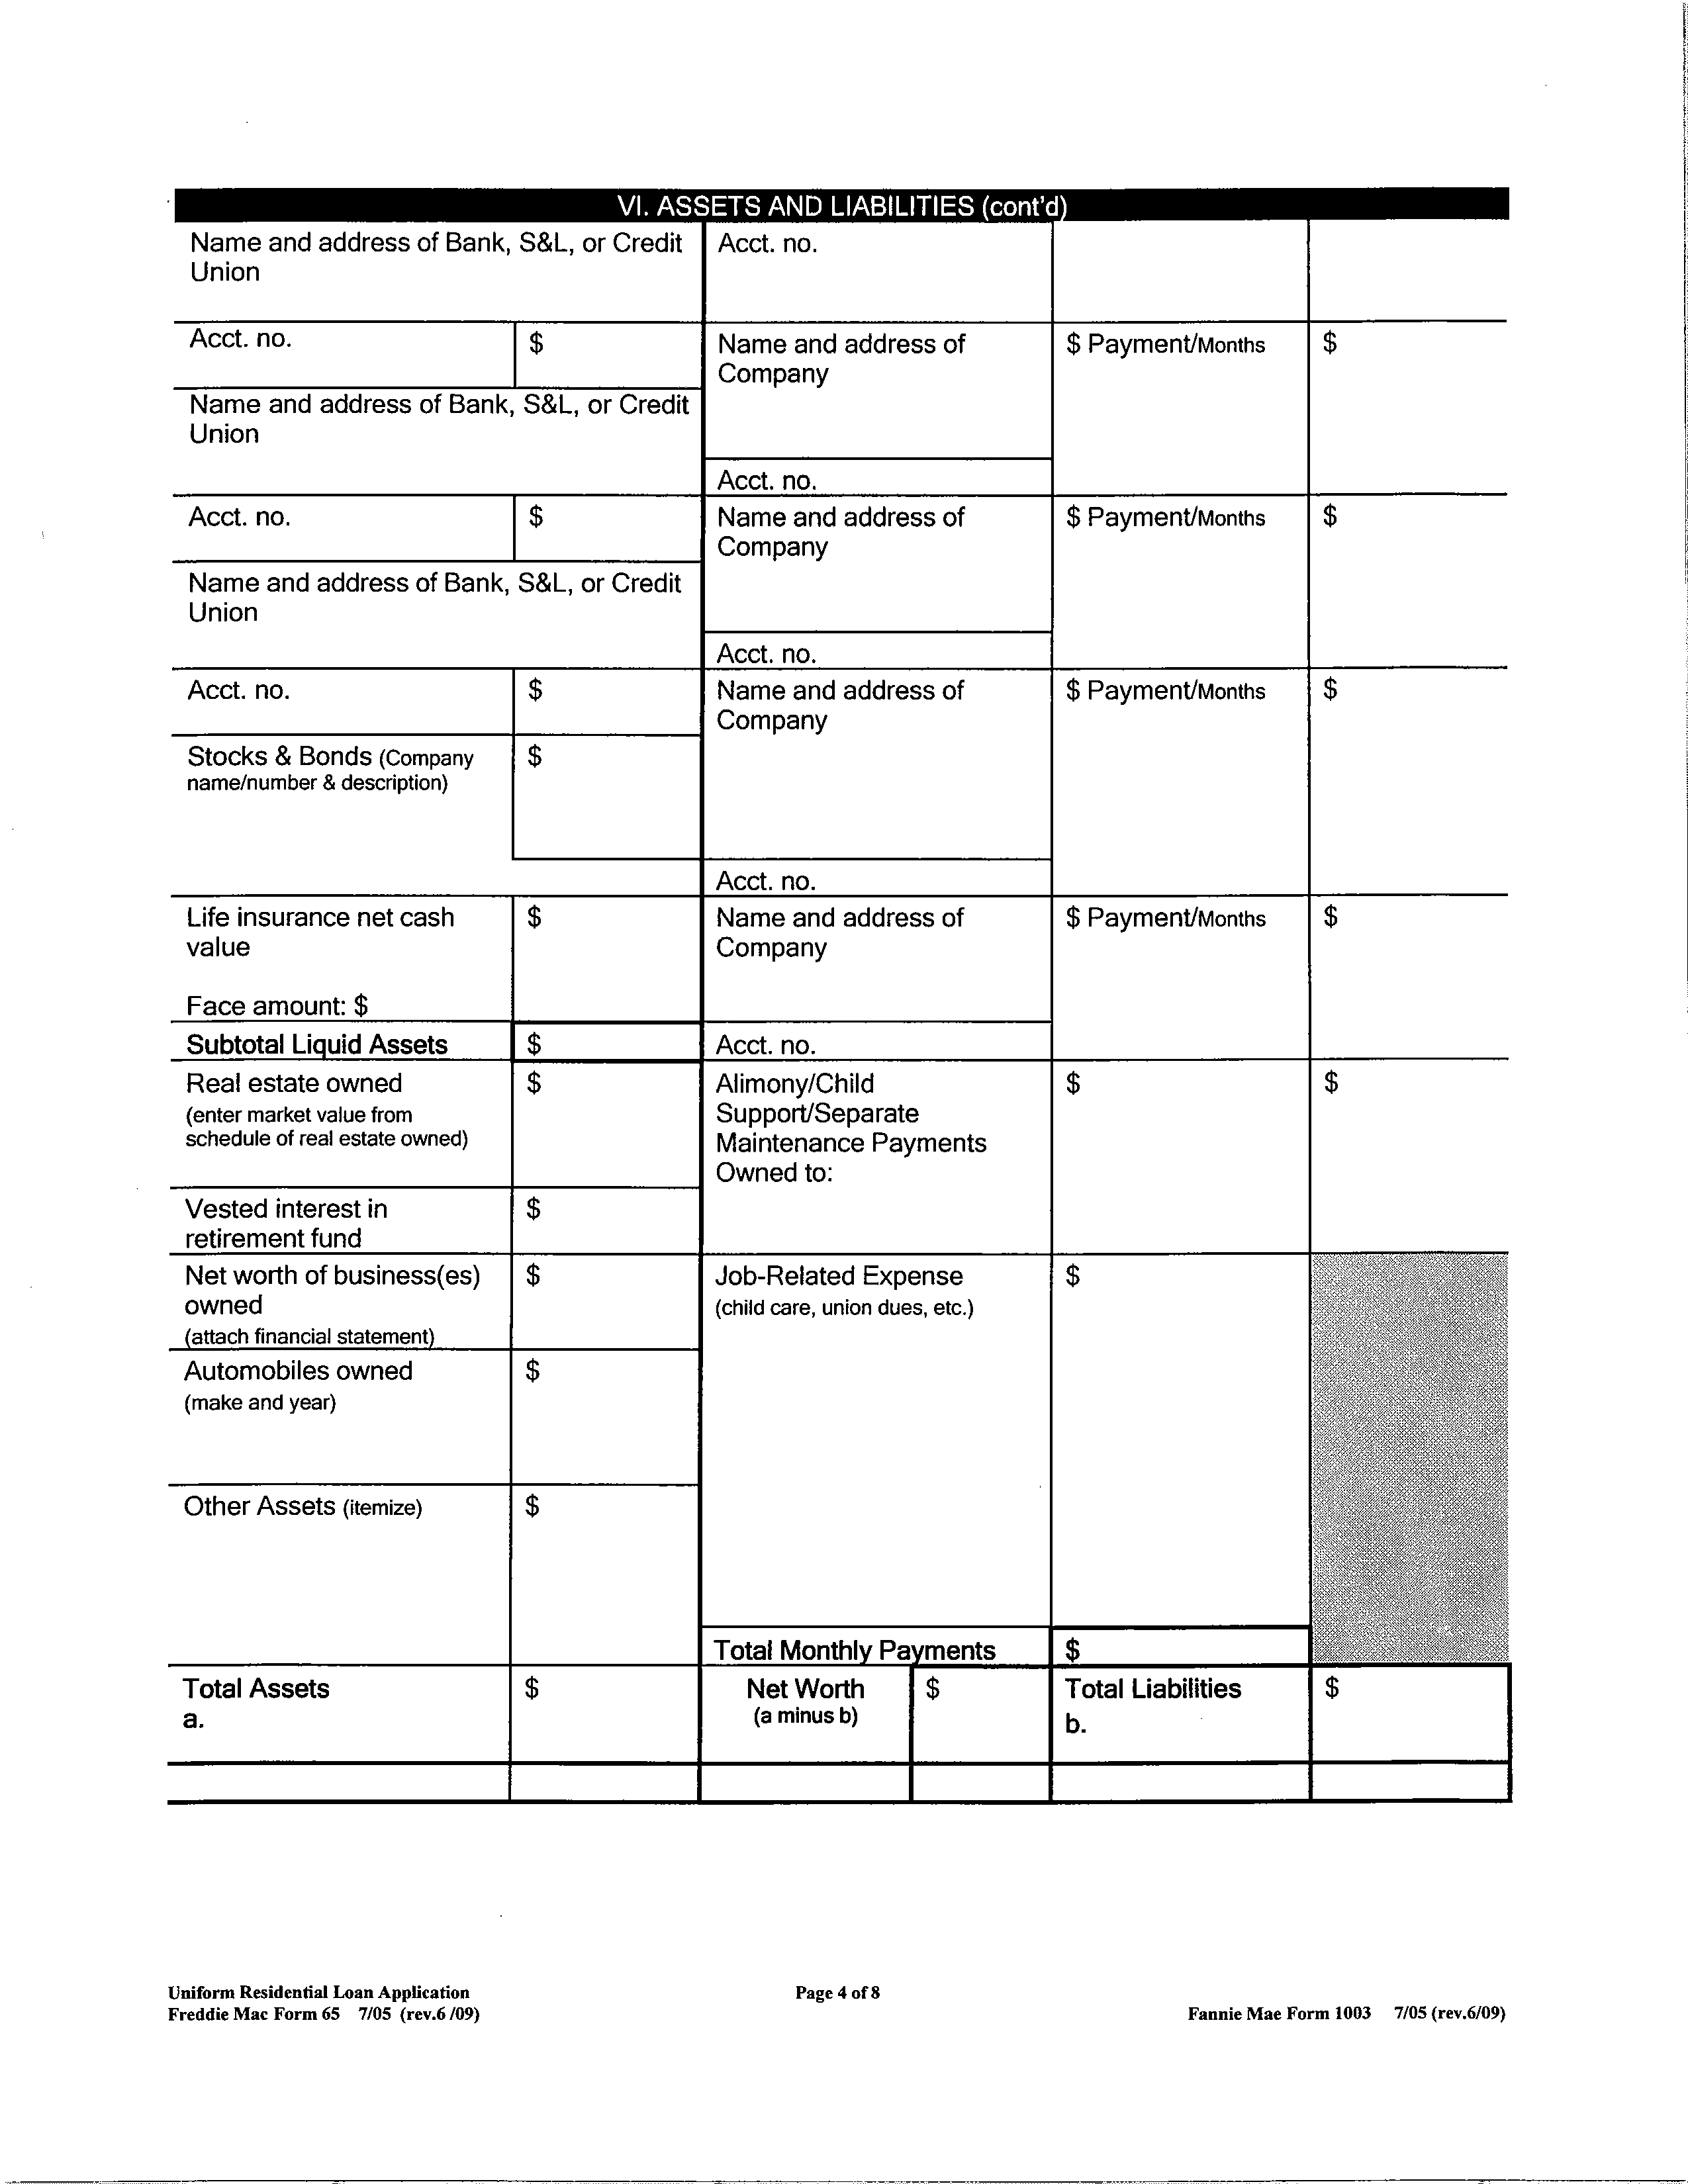 VI. ASSETS AND LIABILITIES (cont'd)
Name and address of Bank, S&L, or Credit
Union
Acct. no.
Acct. no.
$
Name and address of
Company
$ Payment/Months
$
Name and address of Bank, S&L, or Credit
Union
Acct. no.
Acct. no.
$
Name and address of
Company
$ Payment/Months
$
Name and address of Bank, S&L, or Credit
Union
Acct. no.
Acct. no.
$
Name and address of
Company
$ Payment/Months
$
Stocks & Bonds (Company
name/number & description)
$
Acct. no.
Life insurance net cash
value
Face amount: $
$
Name and address of
Company
$ Payment/Months
$
Subtotal Liquid Assets
$
Acct. no.
Real estate owned
(enter market value from
schedule of real estate owned)
$
Alimony/Child
Support/Separate
Maintenance Payments
Owned to:
$
$
Vested interest in
retirement fund
$
Net worth of business(es)
owned
(attach financial statement)
$
Job-Related Expense
(child care, union dues, etc.)
$
Automobiles owned
(make and year)
$
Other Assets (itemize)
$
Total Monthly Payments
$
Total Assets
a.
$
Net Worth
(a minus b)
$
Total Liabilities
b.
$
Uniform Residential Loan Application
Freddie Mac Form 65 7/05 (rev.6 /09)
Page 4 of 8
Fannie Mae Form 1003 7/05 (rev.6/09)